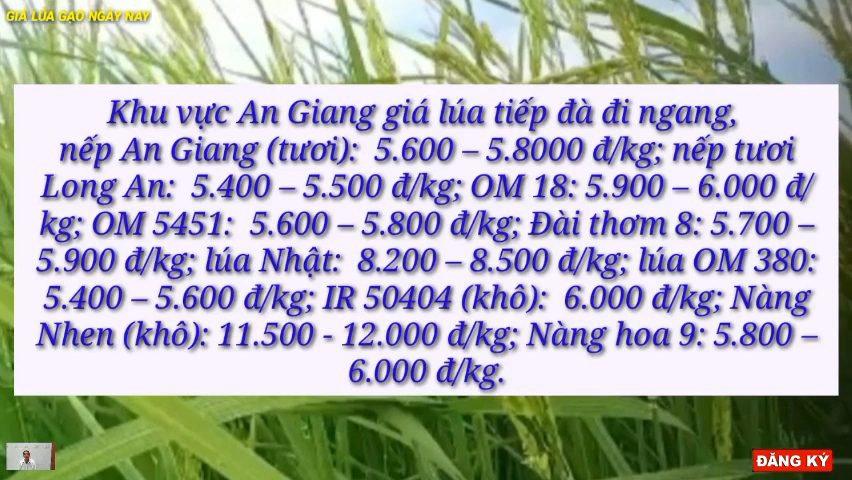 GIÁ LÚA GẠO NGÀY NAY
Khu vực An Giang giá lúa tiếp đà đi ngang,
nếp An Giang (tươi): 5.600 – 5.8000 đ/kg; nếp tươi
Long An: 5.400 – 5.500 đ/kg; OM 18: 5.900 – 6.000 đ/
kg; OM 5451: 5.600 – 5.800 đ/kg; Đài thơm 8: 5.700 –
5.900 đ/kg; lúa Nhật: 8.200 – 8.500 đ/kg; lúa OM 380:
5.400 – 5.600 đ/kg; IR 50404 (khô): 6.000 đ/kg; Nàng
Nhen (khô): 11.500 - 12.000 đ/kg; Nàng hoa 9: 5.800 –
6.000 đ/kg.
ĐĂNG KÝ